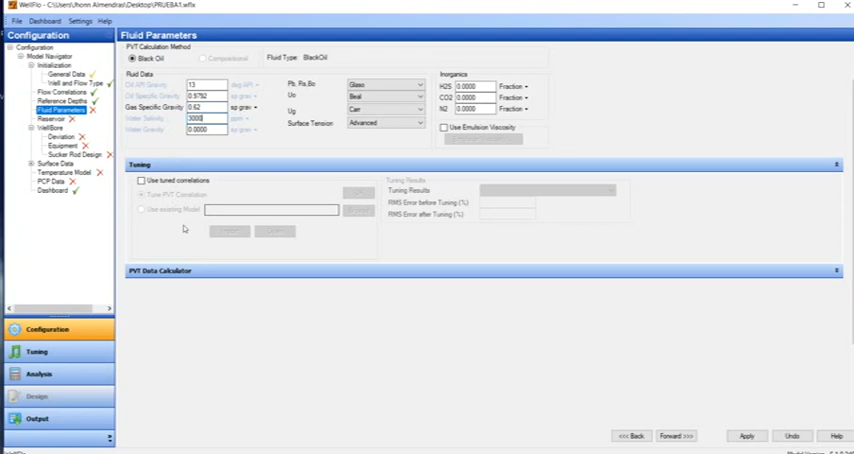 WellFlo - C:\Users\Jhonn Almendras\Desktop\PRUEBA1.wflx
File Dashboard Settings Help
Configuration
Configuration
Model Navigator
Initialization
General Data
Well and Flow Type
Flow Correlations
Reference Depths
Fluid Parameters
Reservoir
WellBore
Deviation
Equipment
Sucker Rod Design
Surface Data
Temperature Model
PCP Data
Dashboard
Configuration
Tuning
Analysis
Design
Output
Fluid Parameters
PVT Calculation Method
Black Oil Compositional Fluid Type: BlackOil
Fluid Data
Oil API Gravity 13 deg API
Oil Specific Gravity 0.9792 sp grav
Gas Specific Gravity 0.62 sp grav
Water Salinity 3000 ppm
Water Gravity 0.0000 sp grav
Pb, Rs, Bo Glaso
Uo Beal
Ug Carr
Surface Tension Advanced
Inorganics
H2S 0.0000 Fraction
CO2 0.0000 Fraction
N2 0.0000 Fraction
Use Emulsion Viscosity
Tuning
Use tuned correlations
Tune PVT Correlation
Use existing Model
Tuning Results
Tuning Results
RMS Error before Tuning (%)
RMS Error after Tuning (%)
PVT Data Calculator
<<< Back Forward >>> Apply Undo Help